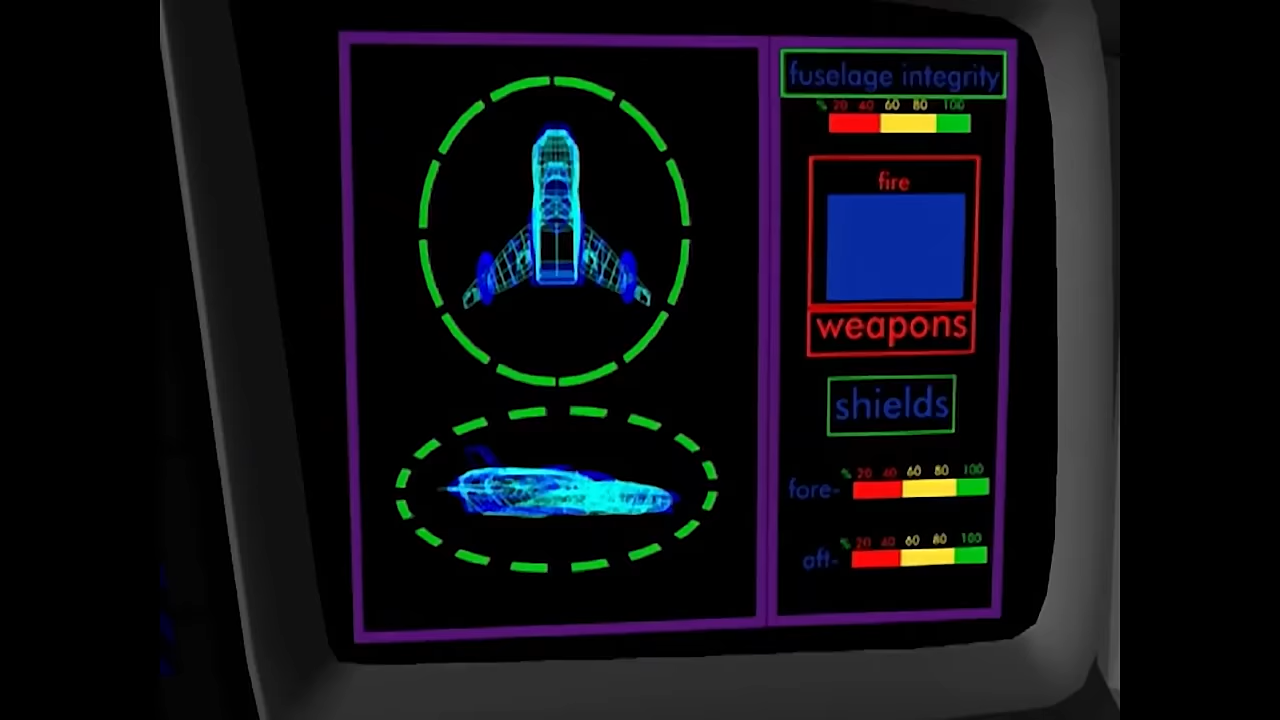 fuselage integrity
% 20 40 60 80 100
fire
weapons
shields
% 20 40 60 80 100
fore-
% 20 40 60 80 100
aft-